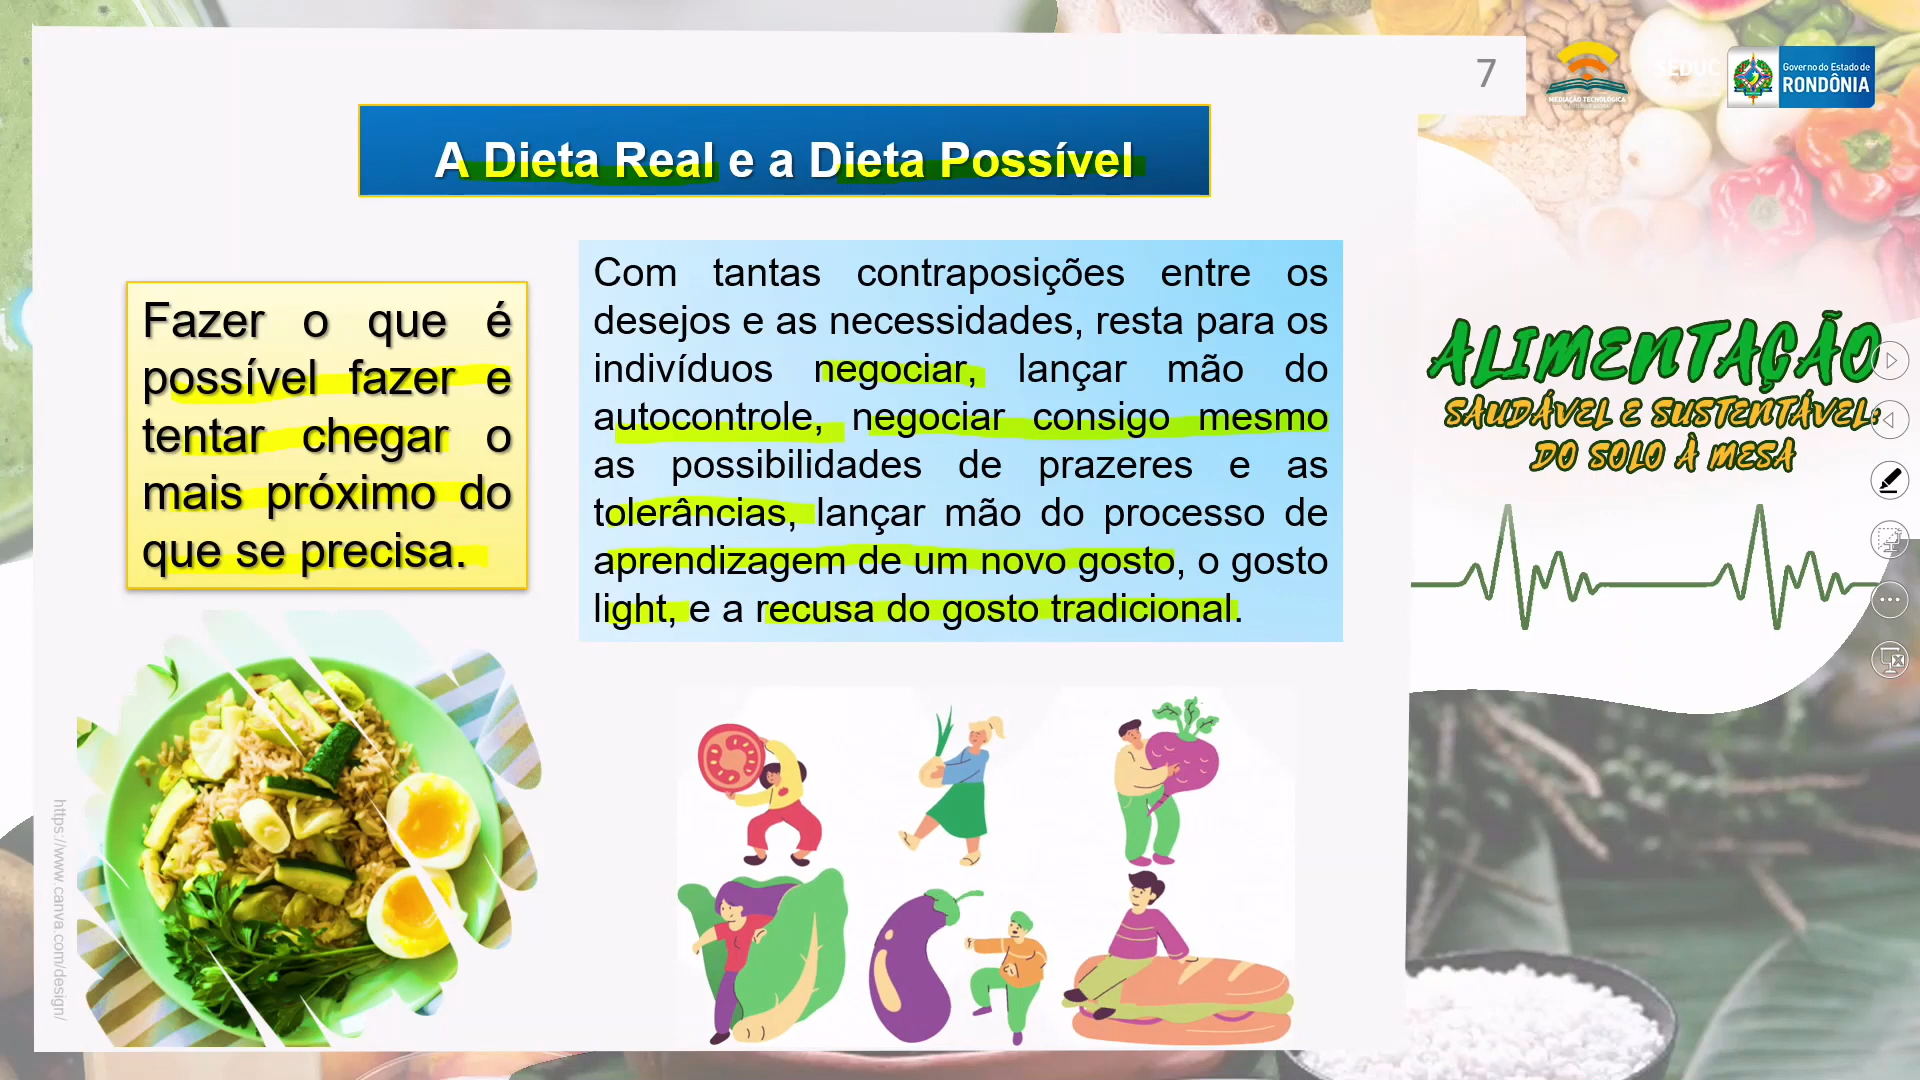 7
MEDIAÇÃO TECNOLÓGICA
SEDUC
Governo do Estado de
RONDÔNIA
A Dieta Real e a Dieta Possível
Fazer o que é
possível fazer e
tentar chegar o
mais próximo do
que se precisa.
Com tantas contraposições entre os
desejos e as necessidades, resta para os
indivíduos negociar, lançar mão do
autocontrole, negociar consigo mesmo
as possibilidades de prazeres e as
tolerâncias, lançar mão do processo de
aprendizagem de um novo gosto, o gosto
light, e a recusa do gosto tradicional.
ALIMENTAÇÃO
SAUDÁVEL E SUSTENTÁVEL:
DO SOLO À MESA
https://www.canva.com/design/